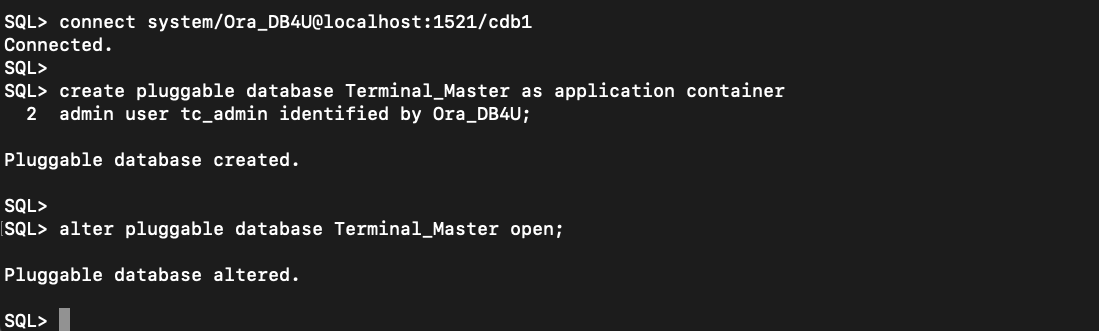 SQL> connect system/Ora_DB4U@localhost:1521/cdb1
Connected.
SQL>
SQL> create pluggable database Terminal_Master as application container
  2  admin user tc_admin identified by Ora_DB4U;
Pluggable database created.
SQL>
SQL> alter pluggable database Terminal_Master open;
Pluggable database altered.
SQL>